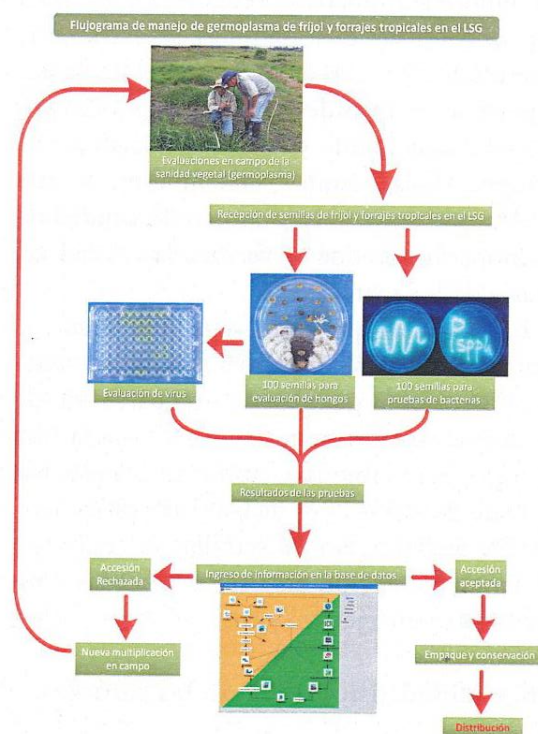 Flujograma de manejo de germoplasma de fríjol y forrajes tropicales en el LSG
Evaluaciones en campo de la
sanidad vegetal (germoplasma)
Recepción de semillas de fríjol y forrajes tropicales en el LSG
Pspph
Evaluación de virus
100 semillas para
evaluación de hongos
100 semillas para
pruebas de bacterias
Resultados de las pruebas
Accesión
Rechazada
Ingreso de información en la base de datos
Accesión
aceptada
Nueva multiplicación
en campo
Empaque y conservación
Distribución